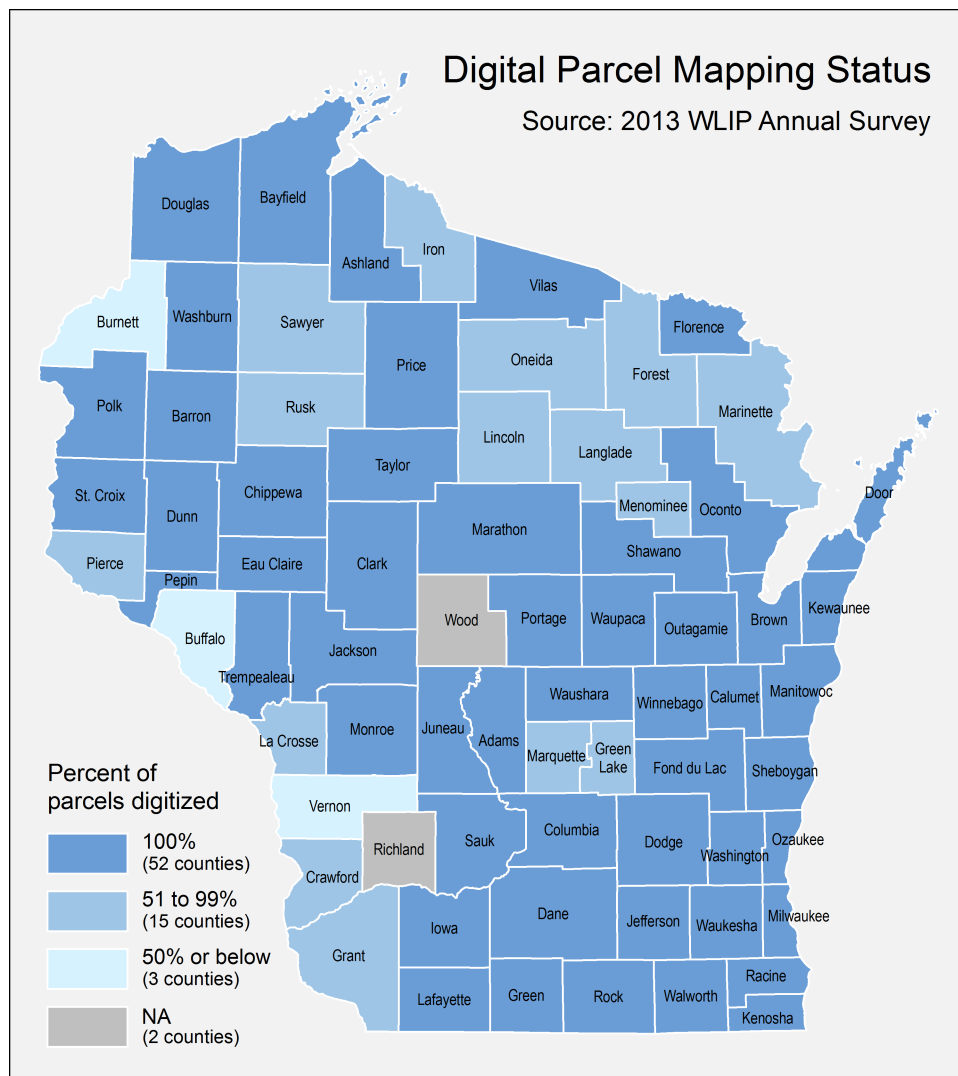 Digital Parcel Mapping Status
Source: 2013 WLIP Annual Survey
Douglas
Bayfield
Ashland
Iron
Vilas
Burnett
Washburn
Sawyer
Price
Oneida
Forest
Florence
Marinette
Polk
Barron
Rusk
Lincoln
Langlade
Taylor
St. Croix
Dunn
Chippewa
Menominee
Oconto
Door
Marathon
Shawano
Pierce
Pepin
Eau Claire
Clark
Buffalo
Trempealeau
Jackson
Wood
Portage
Waupaca
Outagamie
Brown
Kewaunee
La Crosse
Monroe
Juneau
Adams
Waushara
Winnebago
Calumet
Manitowoc
Marquette
Green
Lake
Fond du Lac
Sheboygan
Vernon
Richland
Sauk
Columbia
Dodge
Washington
Ozaukee
Crawford
Grant
Iowa
Dane
Jefferson
Waukesha
Milwaukee
Lafayette
Green
Rock
Walworth
Racine
Kenosha
Percent of
parcels digitized
100%
(52 counties)
51 to 99%
(15 counties)
50% or below
(3 counties)
NA
(2 counties)